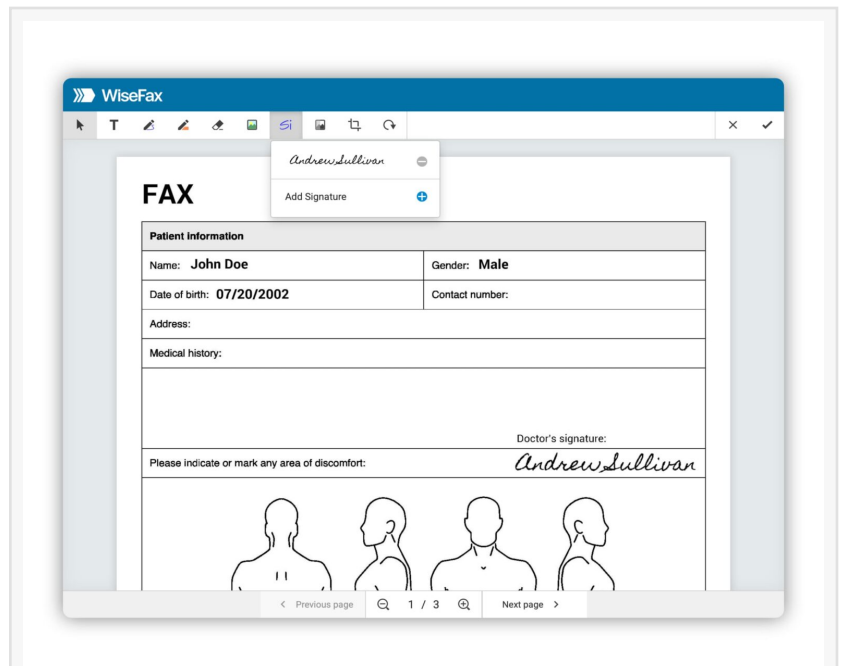 WiseFax
T
Si
Andrew Sullivan
Add Signature
FAX
Patient information
Name: John Doe
Gender: Male
Date of birth: 07/20/2002
Contact number:
Address:
Medical history:
Doctor's signature:
Please indicate or mark any area of discomfort:
Andrew Sullivan
Previous page
1 / 3
Next page